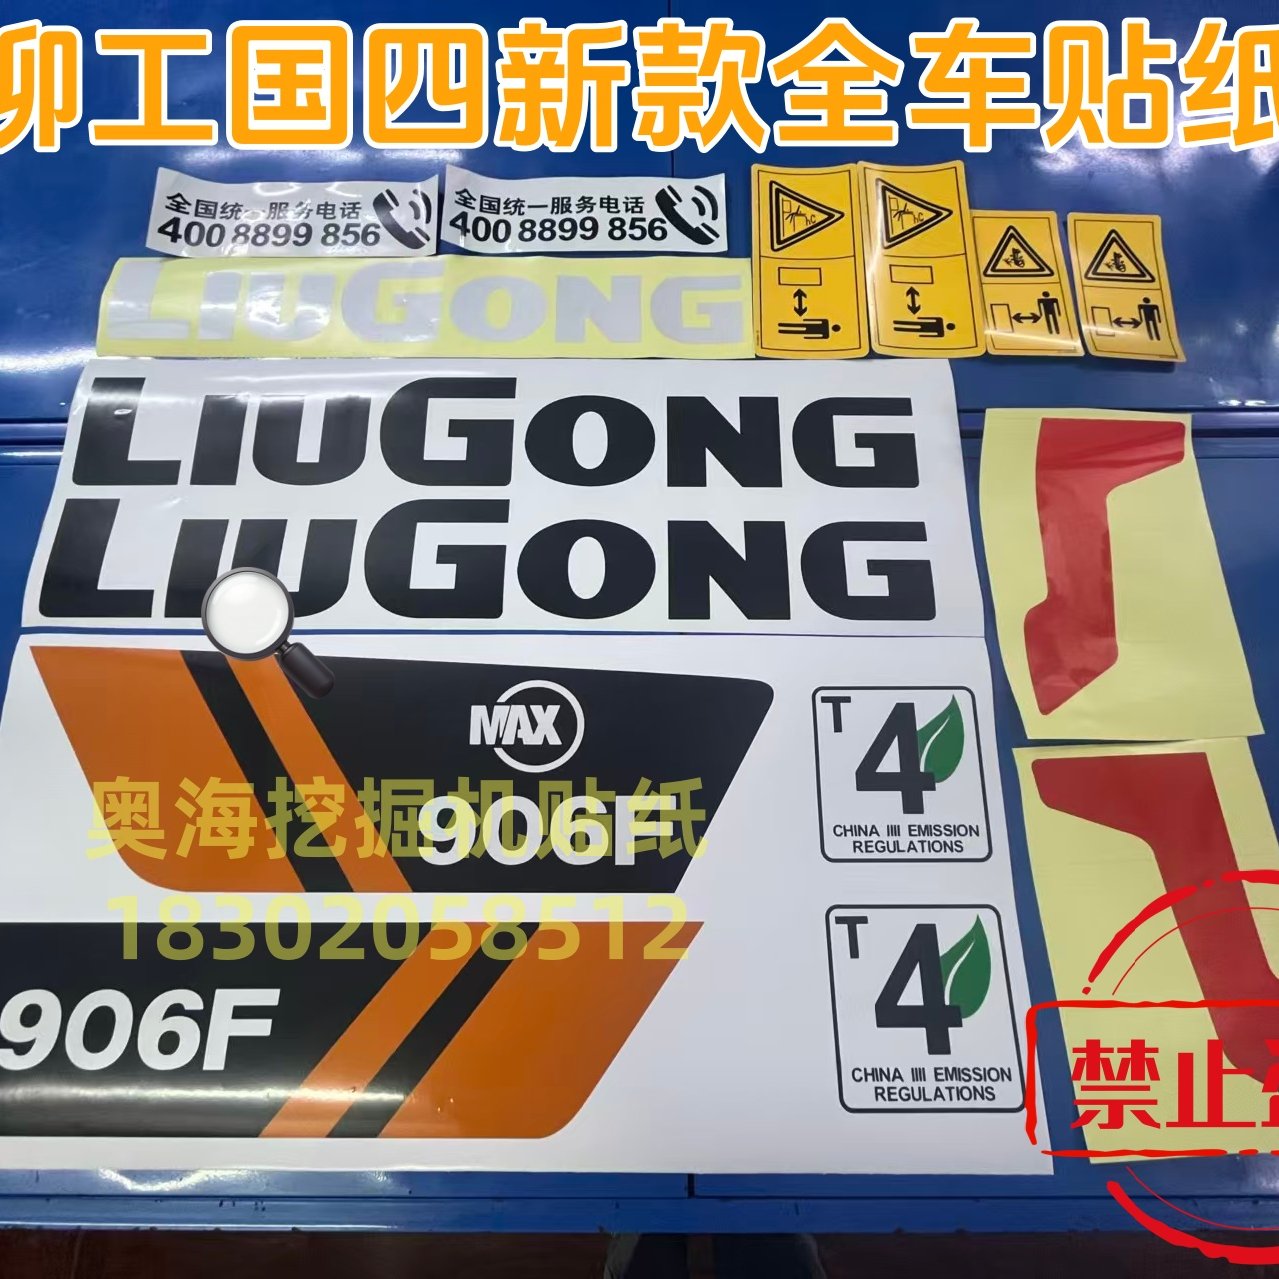 柳工国四新款全车贴纸
全国统一服务电话
400 8899 856
全国统一服务电话
400 8899 856
LIUGONG
LIUGONG
LIUGONG
MAX
906F
奥海挖掘机贴纸
18302058512
906F
T 4
CHINA IIII EMISSION
REGULATIONS
T 4
CHINA IIII EMISSION
REGULATIONS
禁止